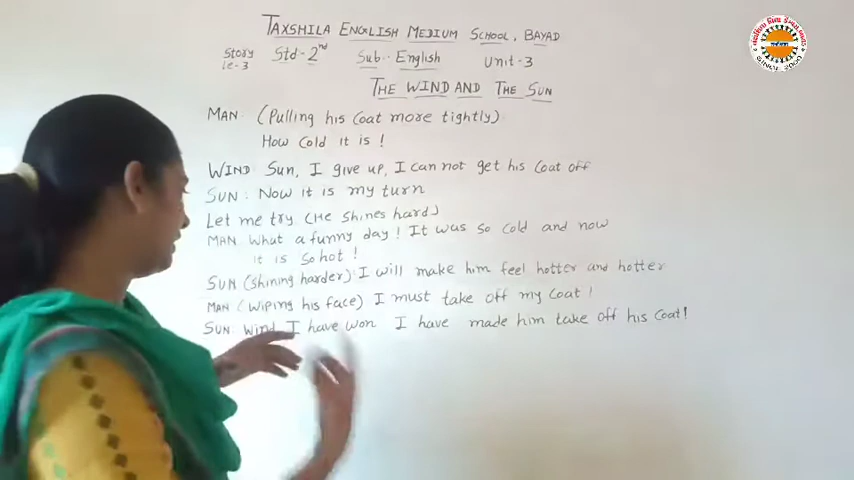 TAXSHILA ENGLISH MEDIUM SCHOOL, BAYAD
Story Std-2nd Sub.. English Unit-3
Le-3
THE WIND AND THE SUN
MAN: (Pulling his Coat more tightly)
How cold it is!
WIND: Sun, I give up, I can not get his Coat off
SUN: Now it is my turn
Let me try (He shines hard)
MAN: What a funny day! It was so cold and now
it is so hot!
SUN (shining harder): I will make him feel hotter and hotter
MAN (wiping his face) I must take off my Coat!
SUN: Wind I have won I have made him take off his Coat!